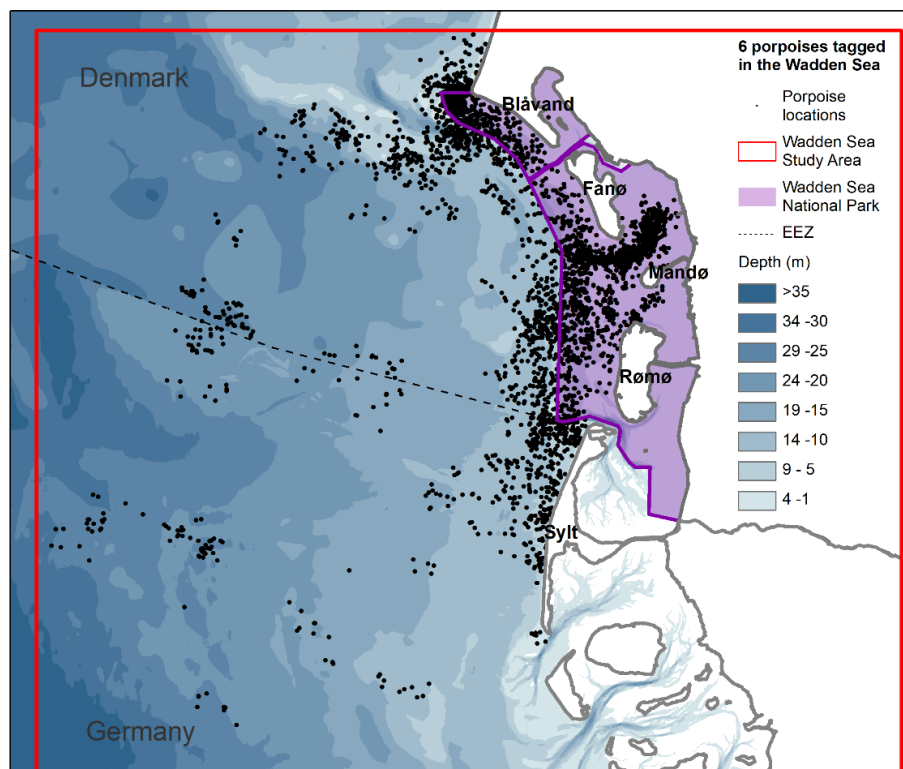 Denmark
Blåvand
Fanø
Mandø
Rømø
Sylt
Germany
6 porpoises tagged
in the Wadden Sea
Porpoise
locations
Wadden Sea
Study Area
Wadden Sea
National Park
EEZ
Depth (m)
>35
34 -30
29 -25
24 -20
19 -15
14 -10
9 - 5
4 -1